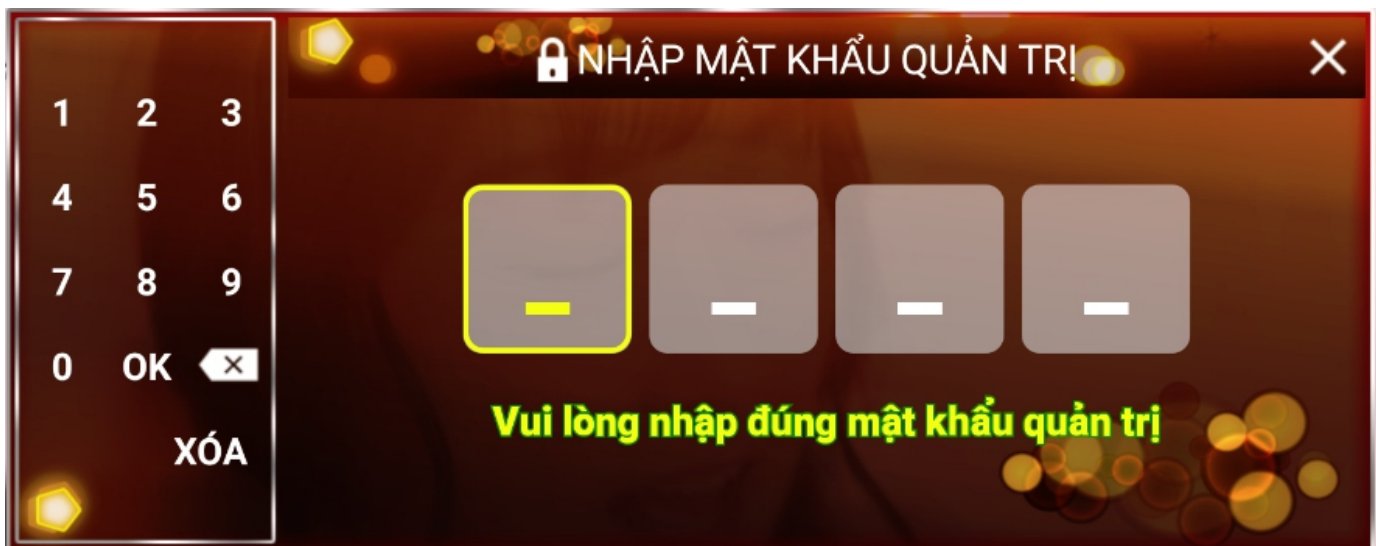 NHẬP MẬT KHẨU QUẢN TRỊ
1 2 3
4 5 6
7 8 9
0 OK
XÓA
Vui lòng nhập đúng mật khẩu quản trị